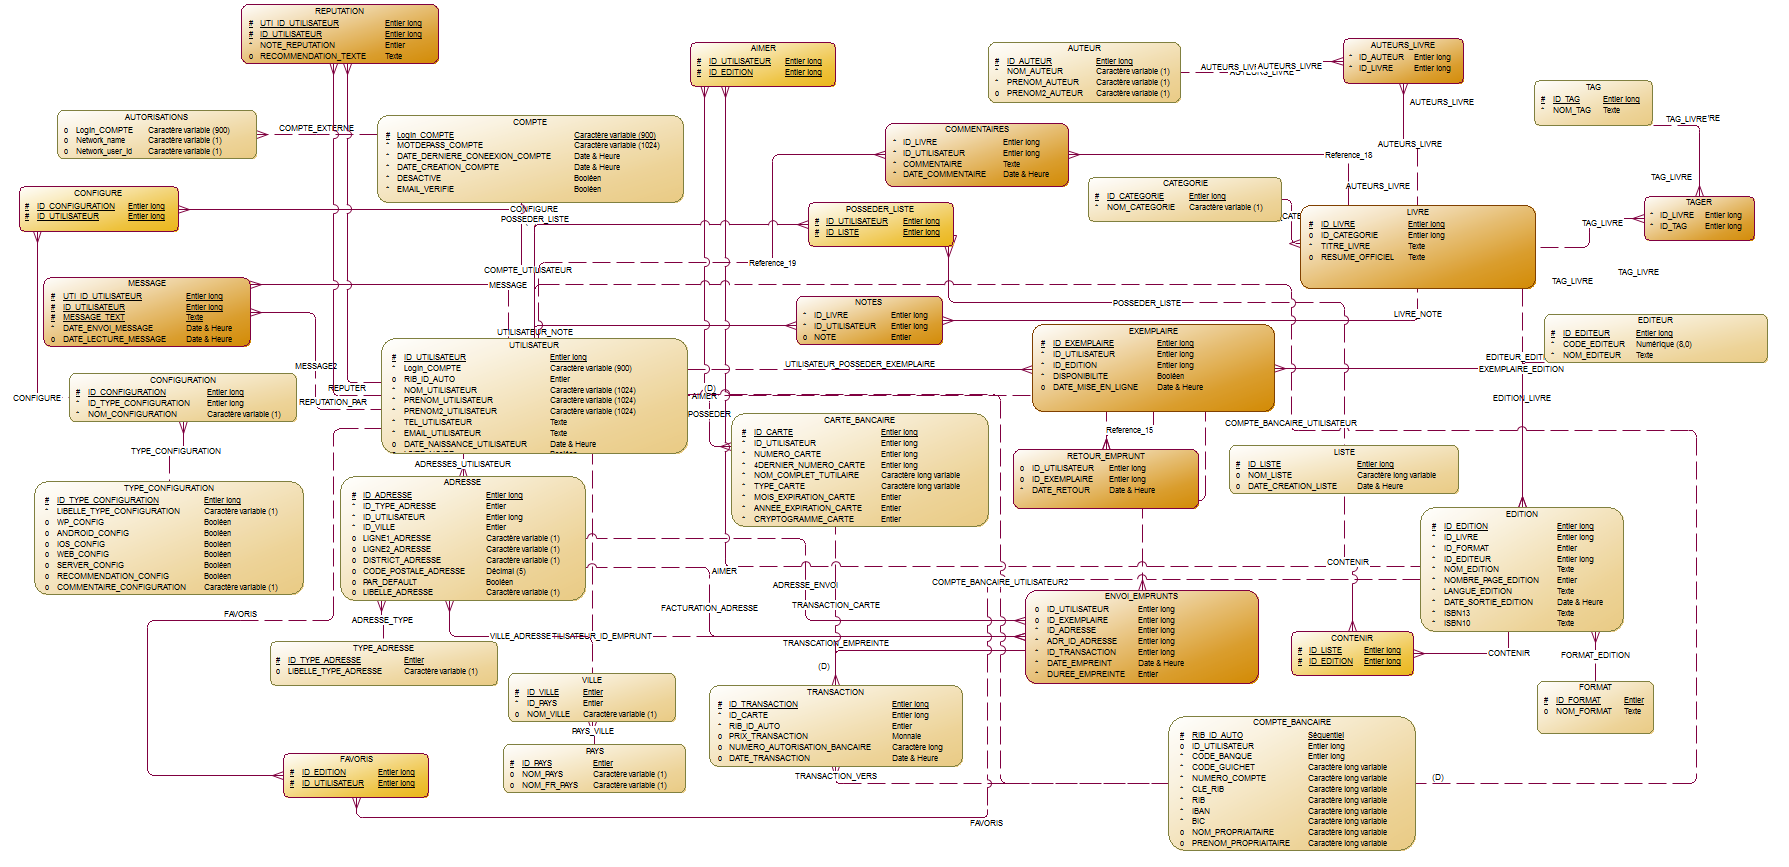 REPUTATION
# UTI_ID_UTILISATEUR Entier long
# ID_UTILISATEUR Entier long
* NOTE_REPUTATION Entier
o RECOMMENDATION_TEXTE Texte
AIMER
# ID_UTILISATEUR Entier long
# ID_EDITION Entier long
AUTEUR
# ID_AUTEUR Entier long
* NOM_AUTEUR Caractère variable (1)
* PRENOM_AUTEUR Caractère variable (1)
o PRENOM2_AUTEUR Caractère variable (1)
AUTEURS_LIVRE
AUTEURS_LIVRE
* ID_AUTEUR Entier long
* ID_LIVRE Entier long
AUTEURS_LIVRE
AUTEURS_LIVRE
AUTEURS_LIVRE
TAG
# ID_TAG Entier long
* NOM_TAG Texte
TAG_LIVRE
TAG_LIVRE
AUTORISATIONS
o Login_COMPTE Caractère variable (900)
* Network_name Caractère variable (1)
o Network_user_Id Caractère variable (1)
COMPTE_EXTERNE
COMPTE
# Login_COMPTE Caractère variable (900)
* MOTDEPASS_COMPTE Caractère variable (1024)
* DATE_DERNIERE_CONEEXION_COMPTE Date & Heure
* DATE_CREATION_COMPTE Date & Heure
* DESACTIVE Booléen
* EMAIL_VERIFIE Booléen
COMMENTAIRES
* ID_LIVRE Entier long
* ID_UTILISATEUR Entier long
* COMMENTAIRE Texte
* DATE_COMMENTAIRE Date & Heure
Reference_18
CATEGORIE
# ID_CATEGORIE Entier long
* NOM_CATEGORIE Caractère variable (1)
LIVRE
# ID_LIVRE Entier long
o ID_CATEGORIE Entier long
* TITRE_LIVRE Texte
o RESUME_OFFICIEL Texte
TAGER
* ID_LIVRE Entier long
* ID_TAG Entier long
TAG_LIVRE
TAG_LIVRE
TAG_LIVRE
CONFIGURE
# ID_CONFIGURATION Entier long
# ID_UTILISATEUR Entier long
CONFIGURE
POSSEDER_LISTE
POSSEDER_LISTE
# ID_UTILISATEUR Entier long
# ID_LISTE Entier long
Reference_19
COMPTE_UTILISATEUR
MESSAGE
MESSAGE
# UTI_ID_UTILISATEUR Entier long
# ID_UTILISATEUR Entier long
# MESSAGE_TEXT Texte
* DATE_ENVOI_MESSAGE Date & Heure
o DATE_LECTURE_MESSAGE Date & Heure
NOTES
* ID_LIVRE Entier long
* ID_UTILISATEUR Entier long
o NOTE Entier
POSSEDER_LISTE
LIVRE_NOTE
UTILISATEUR_NOTE
UTILISATEUR
# ID_UTILISATEUR Entier long
* Login_COMPTE Caractère variable (900)
o RIB_ID_AUTO Entier
* NOM_UTILISATEUR Caractère variable (1024)
* PRENOM_UTILISATEUR Caractère variable (1024)
* PRENOM2_UTILISATEUR Caractère variable (1024)
* TEL_UTILISATEUR Texte
* EMAIL_UTILISATEUR Texte
o DATE_NAISSANCE_UTILISATEUR Date & Heure
UTILISATEUR_POSSEDER_EXEMPLAIRE
EXEMPLAIRE
# ID_EXEMPLAIRE Entier long
* ID_UTILISATEUR Entier long
* ID_EDITION Entier long
* DISPONIBILITE Booléen
o DATE_MISE_EN_LIGNE Date & Heure
EDITEUR
# ID_EDITEUR Entier long
* CODE_EDITEUR Numérique (8,0)
* NOM_EDITEUR Texte
EXEMPLAIRE_EDITION
EDITION_LIVRE
MESSAGE2
REPUTER
REPUTATION_PAR
CONFIGURE
CONFIGURATION
# ID_CONFIGURATION Entier long
* ID_TYPE_CONFIGURATION Entier long
* NOM_CONFIGURATION Caractère variable (1)
TYPE_CONFIGURATION
(D)
AIMER
POSSEDER
CARTE_BANCAIRE
# ID_CARTE Entier long
* ID_UTILISATEUR Entier long
* NUMERO_CARTE Entier long
* 4DERNIER_NUMERO_CARTE Entier long
* NOM_COMPLET_TUTILAIRE Caractère long variable
* TYPE_CARTE Caractère long variable
* MOIS_EXPIRATION_CARTE Entier
* ANNEE_EXPIRATION_CARTE Entier
* CRYPTOGRAMME_CARTE Entier
Reference_15
COMPTE_BANCAIRE_UTILISATEUR
RETOUR_EMPRUNT
o ID_UTILISATEUR Entier long
o ID_EXEMPLAIRE Entier long
* DATE_RETOUR Date & Heure
LISTE
# ID_LISTE Entier long
o NOM_LISTE Caractère long variable
o DATE_CREATION_LISTE Date & Heure
ADRESSES_UTILISATEUR
TYPE_CONFIGURATION
# ID_TYPE_CONFIGURATION Entier long
* LIBELLE_TYPE_CONFIGURATION Caractère variable (1)
o WP_CONFIG Booléen
o ANDROID_CONFIG Booléen
o IOS_CONFIG Booléen
o WEB_CONFIG Booléen
o SERVER_CONFIG Booléen
o RECOMMENDATION_CONFIG Booléen
o COMMENTAIRE_CONFIGURATION Caractère variable (1)
ADRESSE
# ID_ADRESSE Entier long
* ID_TYPE_ADRESSE Entier
* ID_UTILISATEUR Entier long
* ID_VILLE Entier
* LIGNE1_ADRESSE Caractère variable (1)
* LIGNE2_ADRESSE Caractère variable (1)
o DISTRICT_ADRESSE Caractère variable (1)
* CODE_POSTALE_ADRESSE Décimal (5)
o PAR_DEFAULT Booléen
o LIBELLE_ADRESSE Caractère variable (1)
EDITION
# ID_EDITION Entier long
* ID_LIVRE Entier long
* ID_FORMAT Entier
* ID_EDITEUR Entier long
* NOM_EDITION Texte
* NOMBRE_PAGE_EDITION Entier
* LANGUE_EDITION Texte
* DATE_SORTIE_EDITION Date & Heure
* ISBN13 Texte
* ISBN10 Texte
AIMER
CONTENIR
COMPTE_BANCAIRE_UTILISATEUR2
ADRESSE_ENVOI
TRANSACTION_CARTE
FACTURATION_ADRESSE
FAVORIS
ADRESSE_TYPE
TRANSCATION_EMPREINTE
(D)
ENVOI_EMPRUNTS
o ID_UTILISATEUR Entier long
o ID_EXEMPLAIRE Entier long
* ID_ADRESSE Entier long
* ADR_ID_ADRESSE Entier long
* ID_TRANSACTION Entier long
* DATE_EMPREINT Date & Heure
* DUREE_EMPREINTE Entier
CONTENIR
# ID_LISTE Entier long
# ID_EDITION Entier long
CONTENIR
FORMAT_EDITION
TYPE_ADRESSE
# ID_TYPE_ADRESSE Entier
o LIBELLE_TYPE_ADRESSE Caractère variable (1)
VILLE
# ID_VILLE Entier
* ID_PAYS Entier
o NOM_VILLE Caractère variable (1)
PAYS_VILLE
PAYS
# ID_PAYS Entier
o NOM_PAYS Caractère variable (1)
o NOM_FR_PAYS Caractère variable (1)
TRANSACTION
# ID_TRANSACTION Entier long
* ID_CARTE Entier long
* RIB_ID_AUTO Entier
o PRIX_TRANSACTION Monnaie
o NUMERO_AUTORISATION_BANCAIRE Caractère long
o DATE_TRANSACTION Date & Heure
TRANSACTION_VERS
FORMAT
# ID_FORMAT Entier
o NOM_FORMAT Texte
COMPTE_BANCAIRE
# RIB_ID_AUTO Séquentiel
o ID_UTILISATEUR Entier long
* CODE_BANQUE Entier long
* CODE_GUICHET Caractère long variable
* NUMERO_COMPTE Caractère long variable
* CLE_RIB Caractère long variable
* RIB Caractère long variable
* IBAN Caractère long variable
* BIC Caractère long variable
o NOM_PROPRIAITAIRE Caractère long variable
o PRENOM_PROPRIAITAIRE Caractère long variable
(D)
FAVORIS
# ID_EDITION Entier long
# ID_UTILISATEUR Entier long
FAVORIS